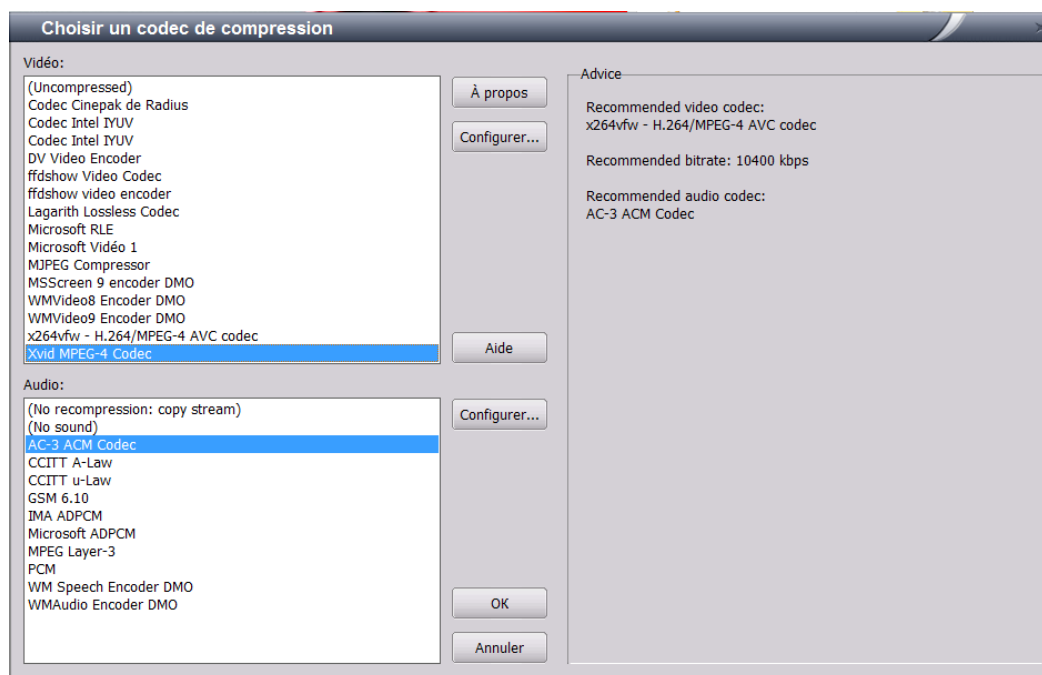 Choisir un codec de compression
Vidéo:
(Uncompressed)
Codec Cinepak de Radius
Codec Intel IYUV
Codec Intel IYUV
DV Video Encoder
ffdshow Video Codec
ffdshow video encoder
Lagarith Lossless Codec
Microsoft RLE
Microsoft Vidéo 1
MJPEG Compressor
MSScreen 9 encoder DMO
WMVideo8 Encoder DMO
WMVideo9 Encoder DMO
x264vfw - H.264/MPEG-4 AVC codec
Xvid MPEG-4 Codec
À propos
Configurer...
Aide
Audio:
(No recompression: copy stream)
(No sound)
AC-3 ACM Codec
CCITT A-Law
CCITT u-Law
GSM 6.10
IMA ADPCM
Microsoft ADPCM
MPEG Layer-3
PCM
WM Speech Encoder DMO
WMAudio Encoder DMO
Configurer...
OK
Annuler
Advice
Recommended video codec:
x264vfw - H.264/MPEG-4 AVC codec
Recommended bitrate: 10400 kbps
Recommended audio codec:
AC-3 ACM Codec